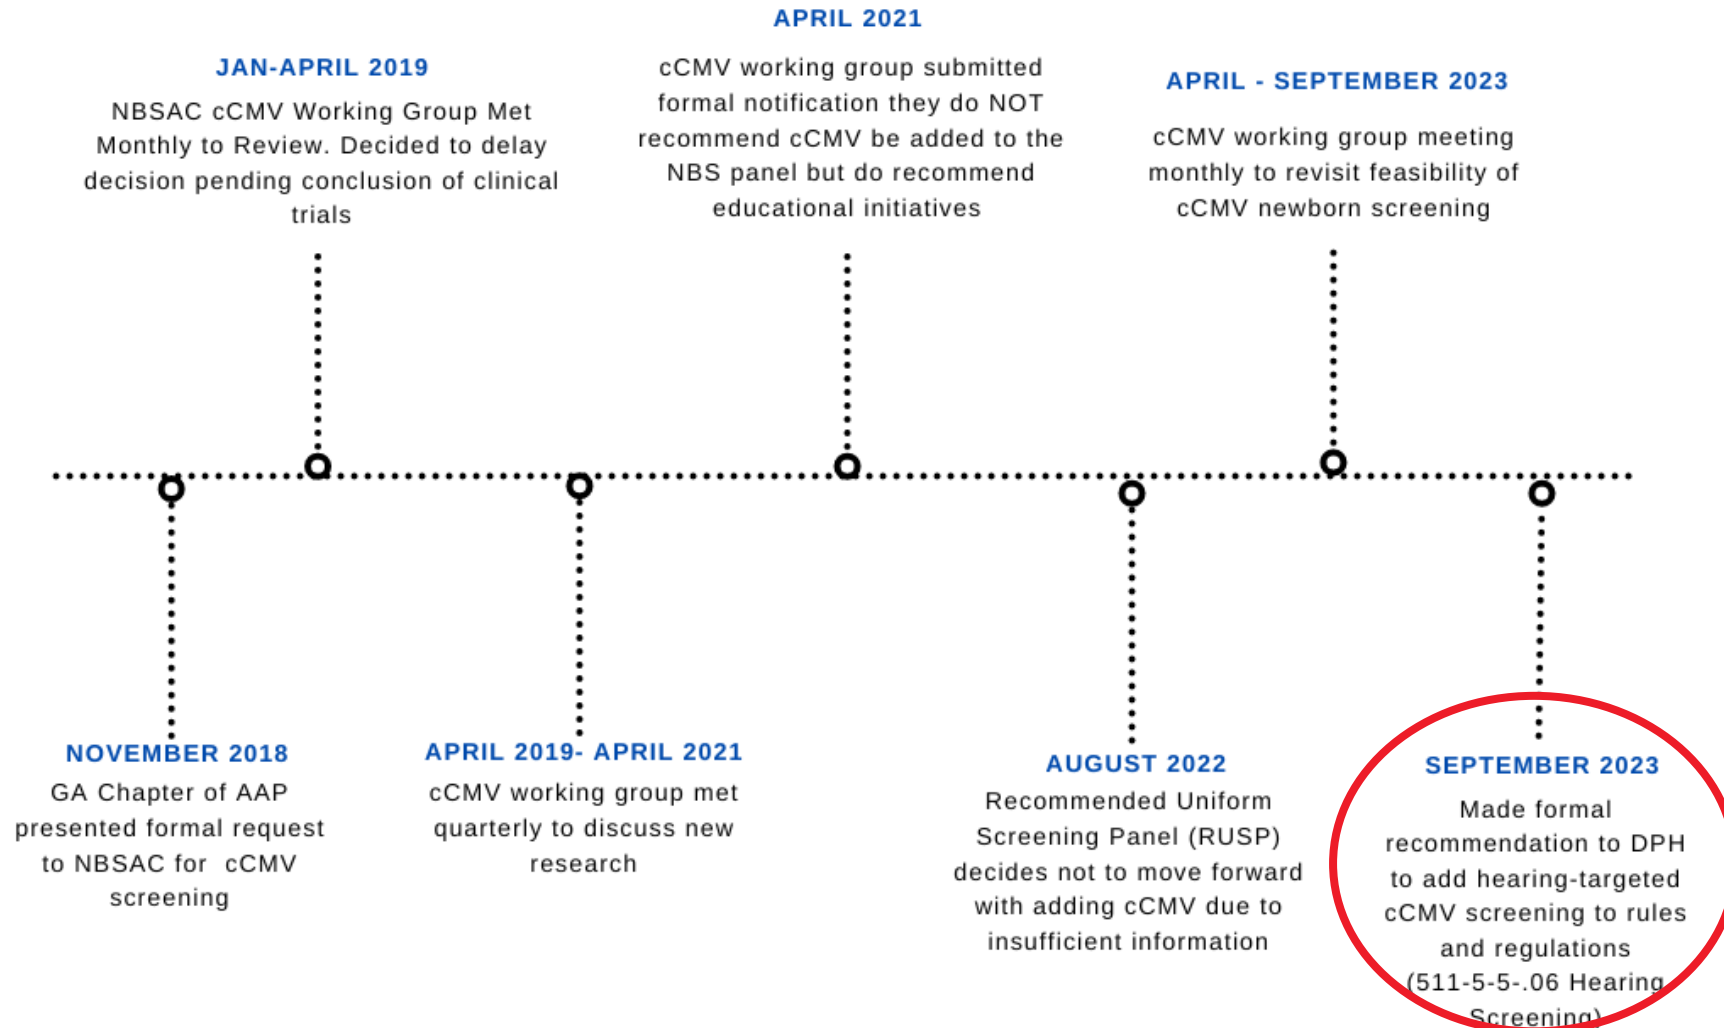 APRIL 2021
cCMV working group submitted
formal notification they do NOT
recommend cCMV be added to the
NBS panel but do recommend
educational initiatives
JAN-APRIL 2019
NBSAC cCMV Working Group Met
Monthly to Review. Decided to delay
decision pending conclusion of clinical
trials
APRIL - SEPTEMBER 2023
cCMV working group meeting
monthly to revisit feasibility of
cCMV newborn screening
NOVEMBER 2018
GA Chapter of AAP
presented formal request
to NBSAC for cCMV
screening
APRIL 2019- APRIL 2021
cCMV working group met
quarterly to discuss new
research
AUGUST 2022
Recommended Uniform
Screening Panel (RUSP)
decides not to move forward
with adding cCMV due to
insufficient information
SEPTEMBER 2023
Made formal
recommendation to DPH
to add hearing-targeted
cCMV screening to rules
and regulations
(511-5-5-.06 Hearing
Screening)